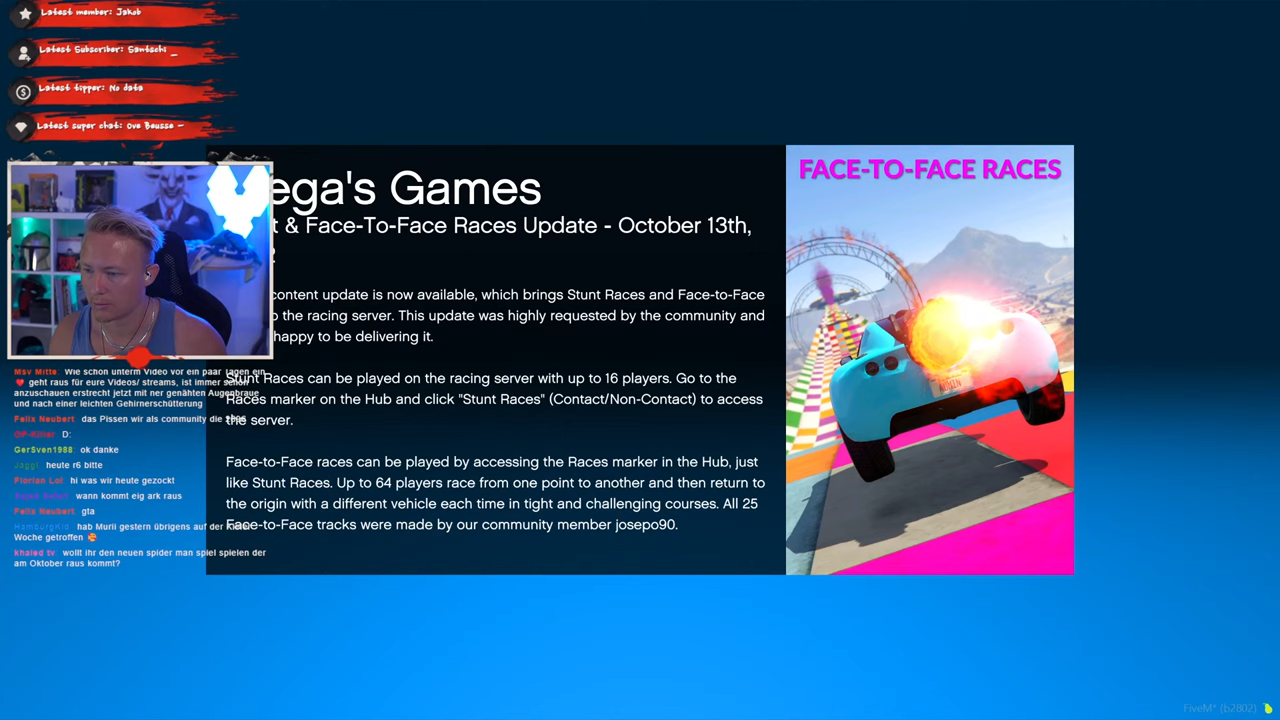 Latest member: Jakob
Latest Subscriber: Santschi
Latest tipper: No data
Latest super chat: Ove Beusse
ega's Games
t & Face-To-Face Races Update - October 13th,
2
content update is now available, which brings Stunt Races and Face-to-Face
o the racing server. This update was highly requested by the community and
happy to be delivering it.
Stunt Races can be played on the racing server with up to 16 players. Go to the
Races marker on the Hub and click "Stunt Races" (Contact/Non-Contact) to access
the server.
Face-to-Face races can be played by accessing the Races marker in the Hub, just
like Stunt Races. Up to 64 players race from one point to another and then return to
the origin with a different vehicle each time in tight and challenging courses. All 25
Face-to-Face tracks were made by our community member josepo90.
FACE-TO-FACE RACES
Msv Mitte: Wie schon unterm Video vor ein paar tagen ein
❤️ geht raus für eure Videos/ streams, ist immer schön
anzuschauen erstrecht jetzt mit ner genähten Augenbraue
und nach einer leichten Gehirnerschütterung
Felix Neubert: das Pissen wir als community die
OP-Killer D:
GerSven1988: ok danke
Jaggi heute r6 bitte
Florian Lol: hi was wir heute gezockt
wann kommt eig ark raus
Felix Neubert: gta
HamburgKid hab Murli gestern übrigens auf der
Woche getroffen
khaled tv: wollt ihr den neuen spider man spiel spielen der
am Oktober raus kommt?
FiveM* (b2802)